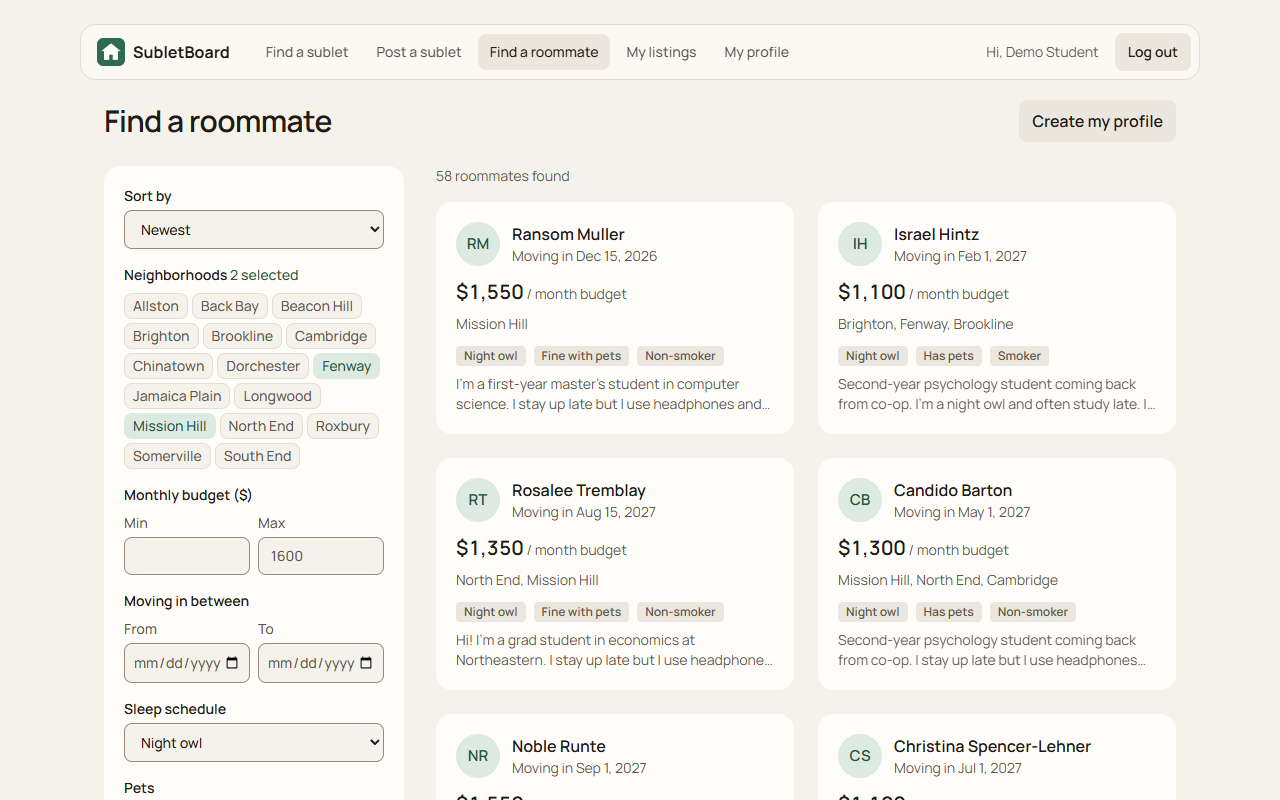 SubletBoard
Find a sublet
Post a sublet
Find a roommate
My listings
My profile
Hi, Demo Student
Log out
Find a roommate
Create my profile
Sort by
Newest
Neighborhoods 2 selected
Allston Back Bay Beacon Hill
Brighton Brookline Cambridge
Chinatown Dorchester Fenway
Jamaica Plain Longwood
Mission Hill North End Roxbury
Somerville South End
Monthly budget ($)
Min Max
1600
Moving in between
From To
mm/dd/yyyy mm/dd/yyyy
Sleep schedule
Night owl
Pets
58 roommates found
RM
Ransom Muller
Moving in Dec 15, 2026
$1,550 / month budget
Mission Hill
Night owl Fine with pets Non-smoker
I'm a first-year master's student in computer
science. I stay up late but I use headphones and…
IH
Israel Hintz
Moving in Feb 1, 2027
$1,100 / month budget
Brighton, Fenway, Brookline
Night owl Has pets Smoker
Second-year psychology student coming back
from co-op. I'm a night owl and often study late. I…
RT
Rosalee Tremblay
Moving in Aug 15, 2027
$1,350 / month budget
North End, Mission Hill
Night owl Fine with pets Non-smoker
Hi! I'm a grad student in economics at
Northeastern. I stay up late but I use headphone…
CB
Candido Barton
Moving in May 1, 2027
$1,300 / month budget
Mission Hill, North End, Cambridge
Night owl Has pets Non-smoker
Second-year psychology student coming back
from co-op. I stay up late but I use headphones…
NR
Noble Runte
Moving in Sep 1, 2027
CS
Christina Spencer-Lehner
Moving in Jul 1, 2027